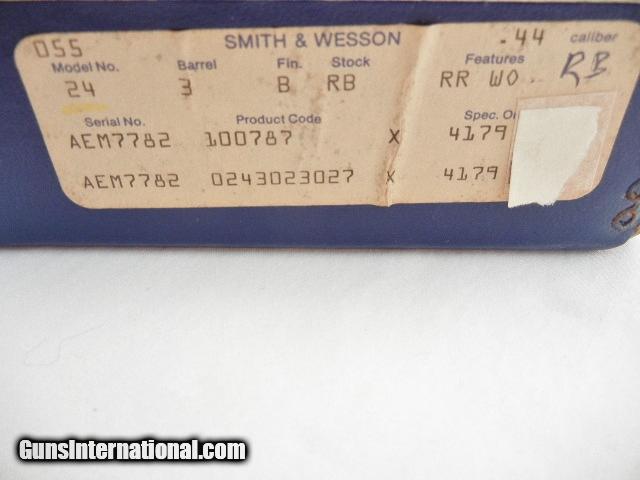 055 SMITH & WESSON .44 caliber
Model No. Barrel Fin. Stock Features
24 3 B RB RR WO RB
Serial No. Product Code Spec. O
AEM7782 100787 X 4179
AEM7782 0243023027 X 4179
GunsInternational.com